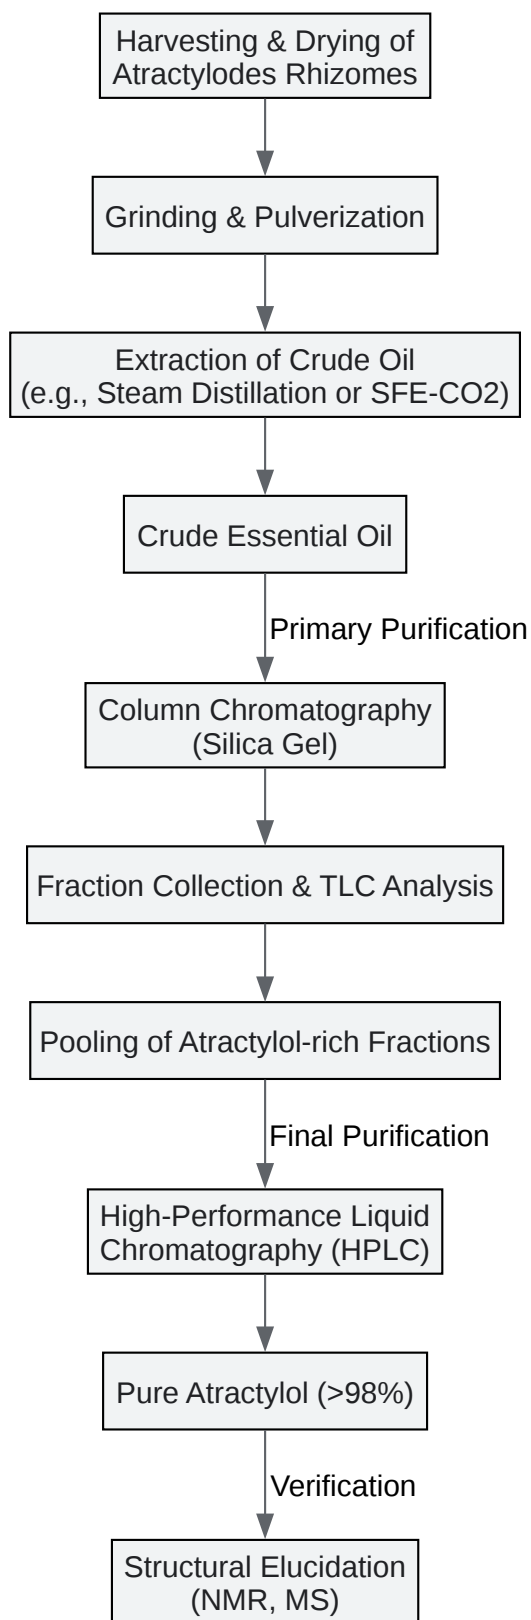 Harvesting & Drying of
Atractylodes Rhizomes
Grinding & Pulverization
Extraction of Crude Oil
(e.g., Steam Distillation or SFE-CO2)
Crude Essential Oil
Primary Purification
Column Chromatography
(Silica Gel)
Fraction Collection & TLC Analysis
Pooling of Atractylol-rich Fractions
Final Purification
High-Performance Liquid
Chromatography (HPLC)
Pure Atractylol (>98%)
Verification
Structural Elucidation
(NMR, MS)